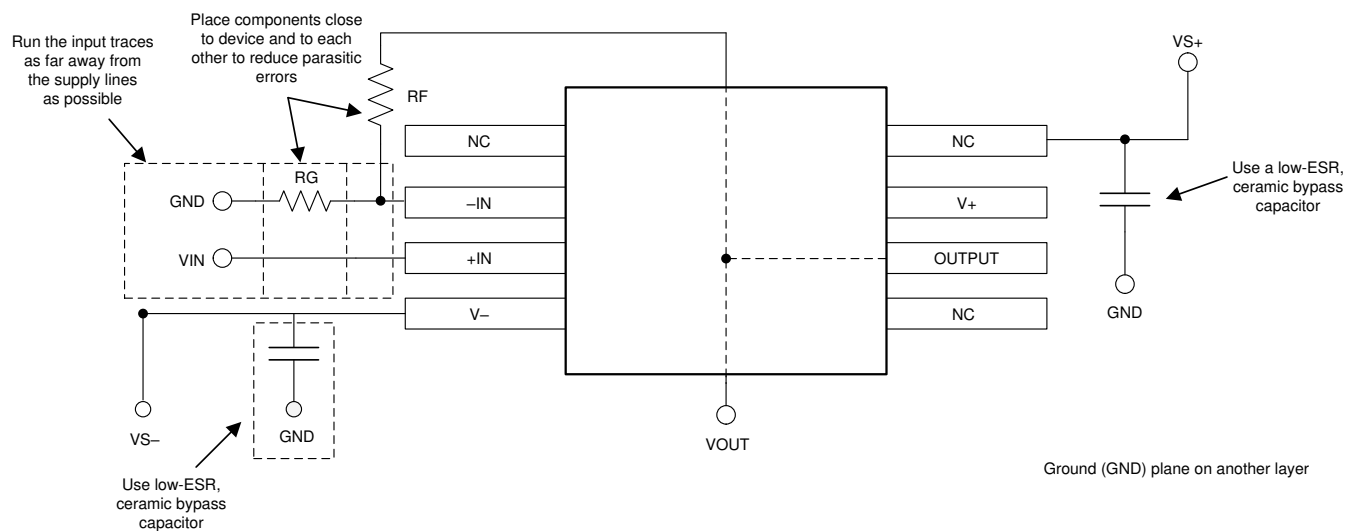 Place components close
to device and to each
other to reduce parasitic
errors
Run the input traces
as far away from
the supply lines
as possible
VS+
RF
NC
NC
RG
Use a low-ESR,
ceramic bypass
capacitor
GND
–IN
V+
VIN
+IN
OUTPUT
V–
NC
GND
VS–
GND
VOUT
Use low-ESR,
ceramic bypass
capacitor
Ground (GND) plane on another layer